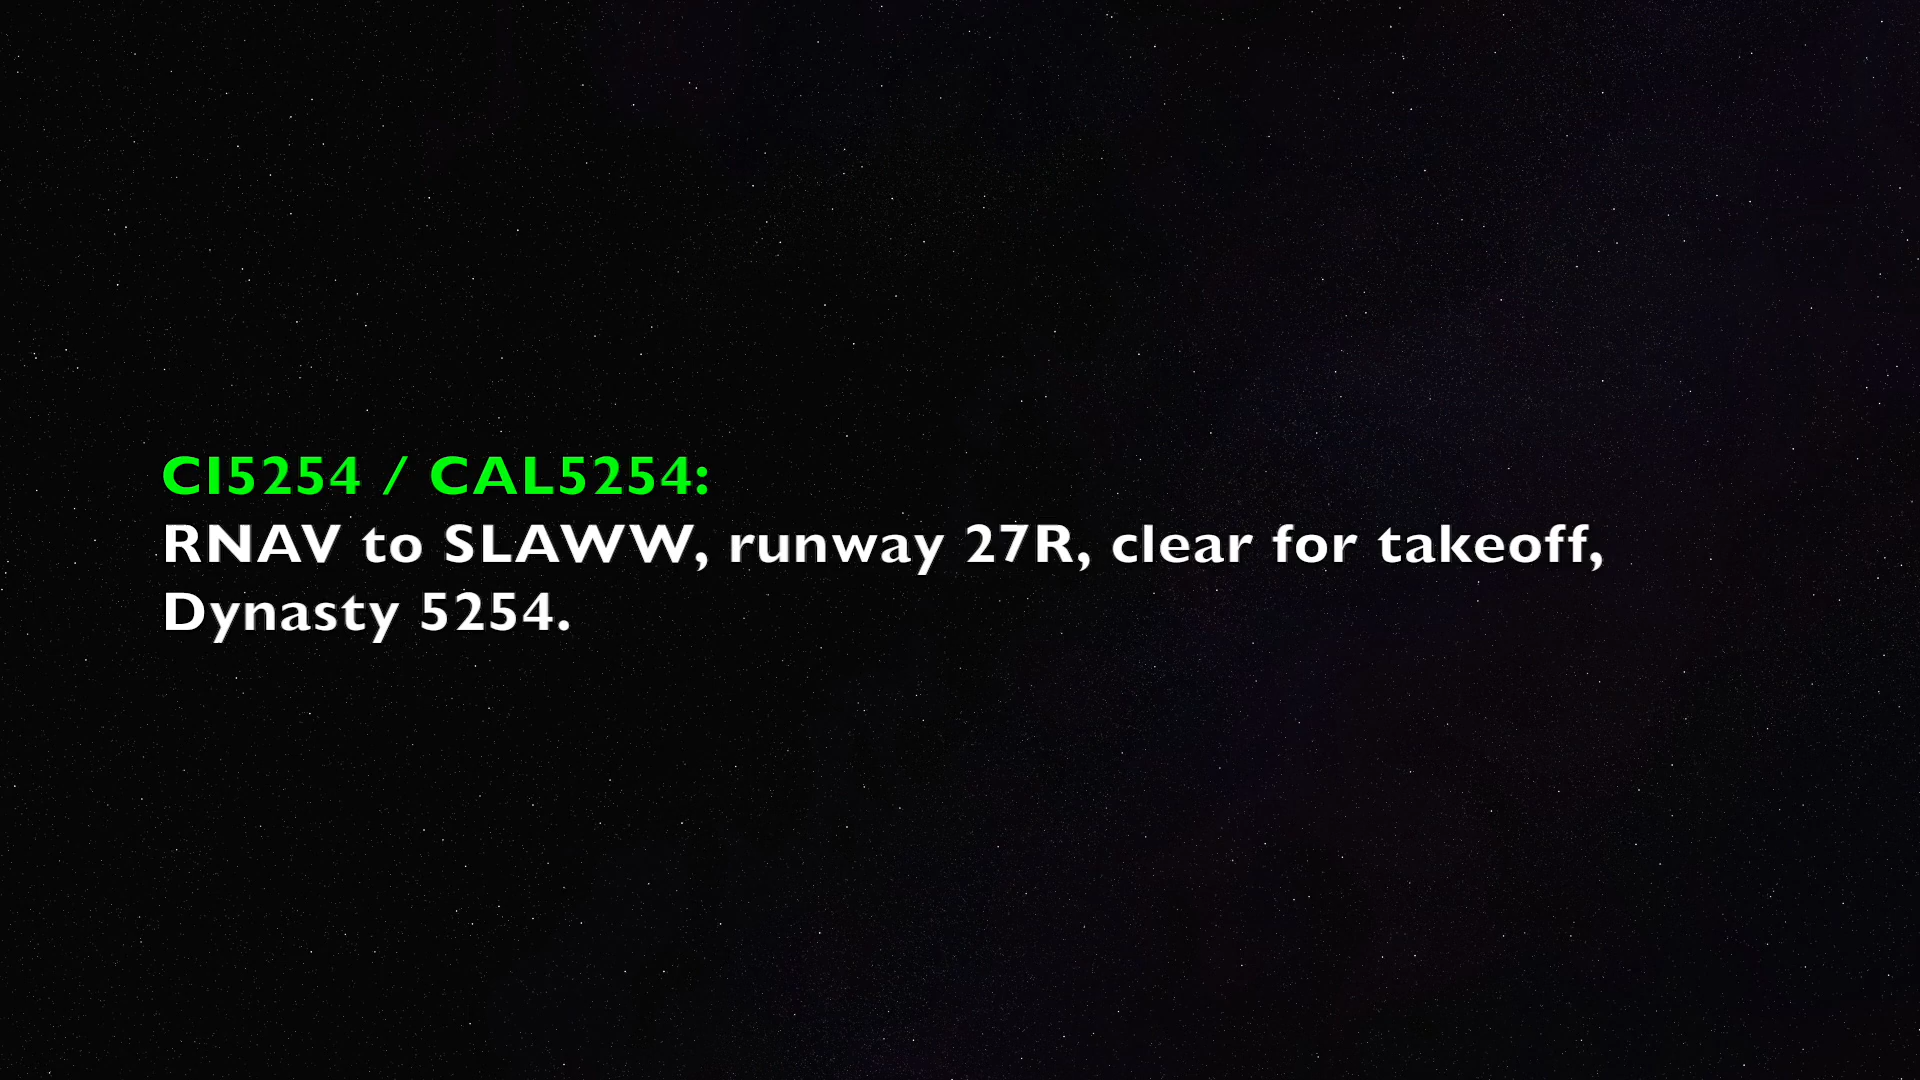 CI5254 / CAL5254:
RNAV to SLAWW, runway 27R, clear for takeoff,
Dynasty 5254.